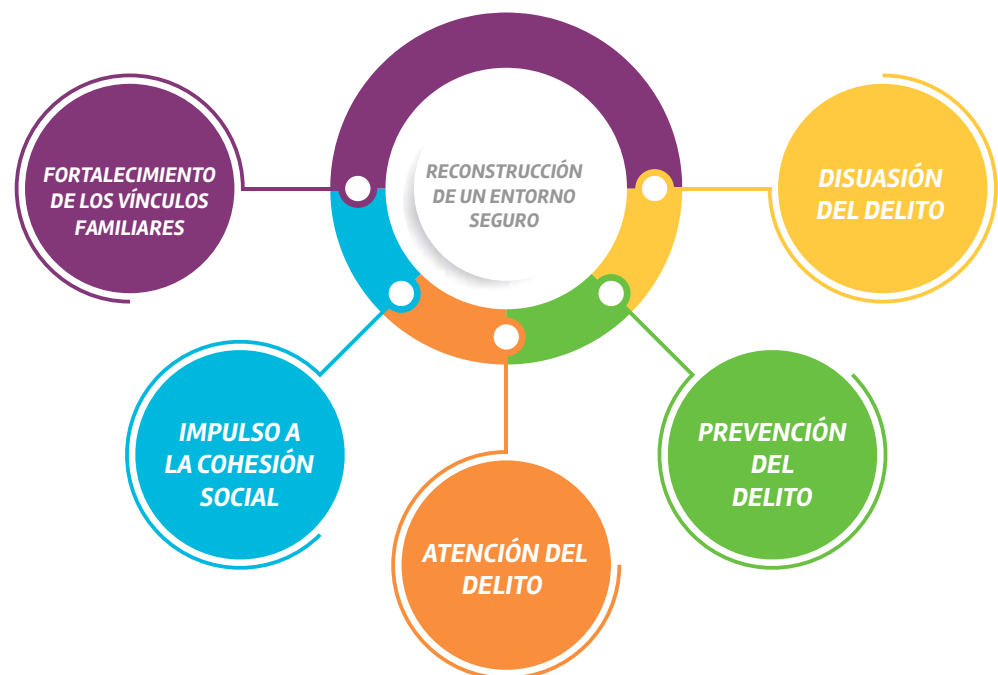 RECONSTRUCCIÓN
DE UN ENTORNO
SEGURO
FORTALECIMIENTO
DE LOS VÍNCULOS
FAMILIARES
DISUASIÓN
DEL DELITO
IMPULSO A
LA COHESIÓN
SOCIAL
PREVENCIÓN
DEL
DELITO
ATENCIÓN DEL
DELITO